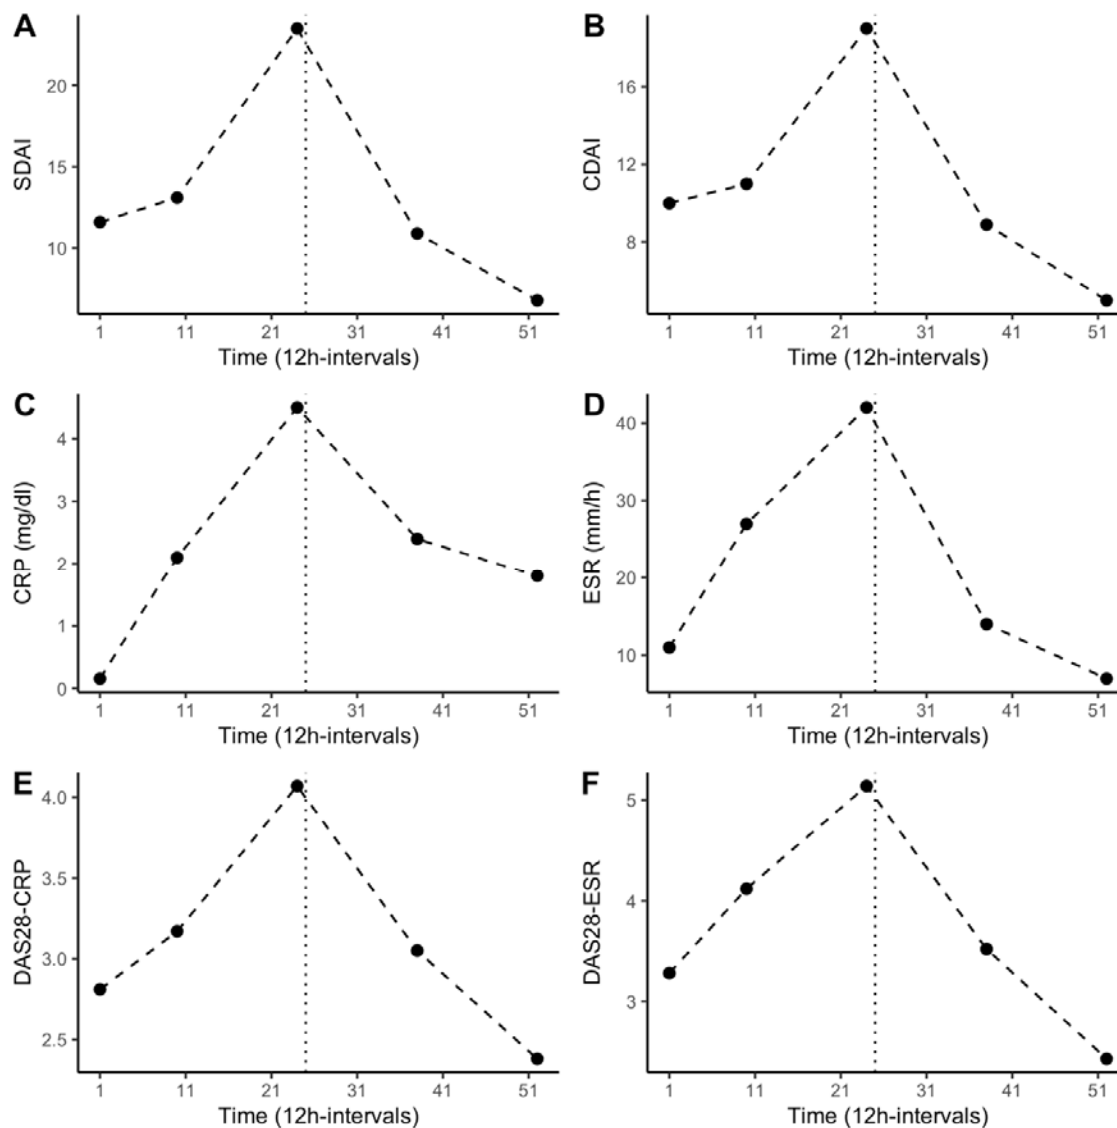 A
B
SDAI
20
15
10
1 11 21 31 41 51
Time (12h-intervals)
CDAI
16
12
8
1 11 21 31 41 51
Time (12h-intervals)
C
D
CRP (mg/dl)
4
3
2
1
0
1 11 21 31 41 51
Time (12h-intervals)
ESR (mm/h)
40
30
20
10
1 11 21 31 41 51
Time (12h-intervals)
E
F
DAS28-CRP
4.0
3.5
3.0
2.5
1 11 21 31 41 51
Time (12h-intervals)
DAS28-ESR
5
4
3
1 11 21 31 41 51
Time (12h-intervals)